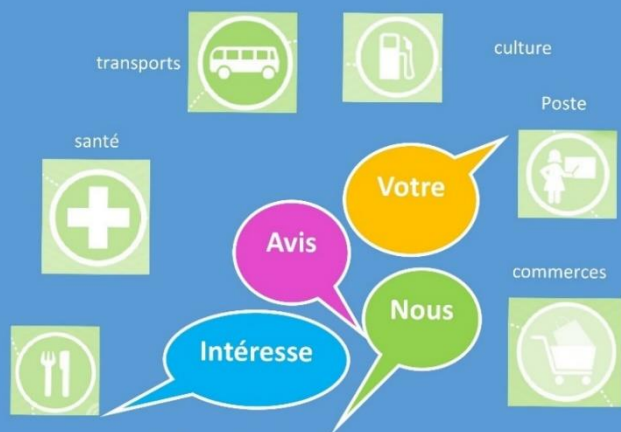 transports
culture
Poste
santé
Votre
Avis
commerces
Nous
Intéresse